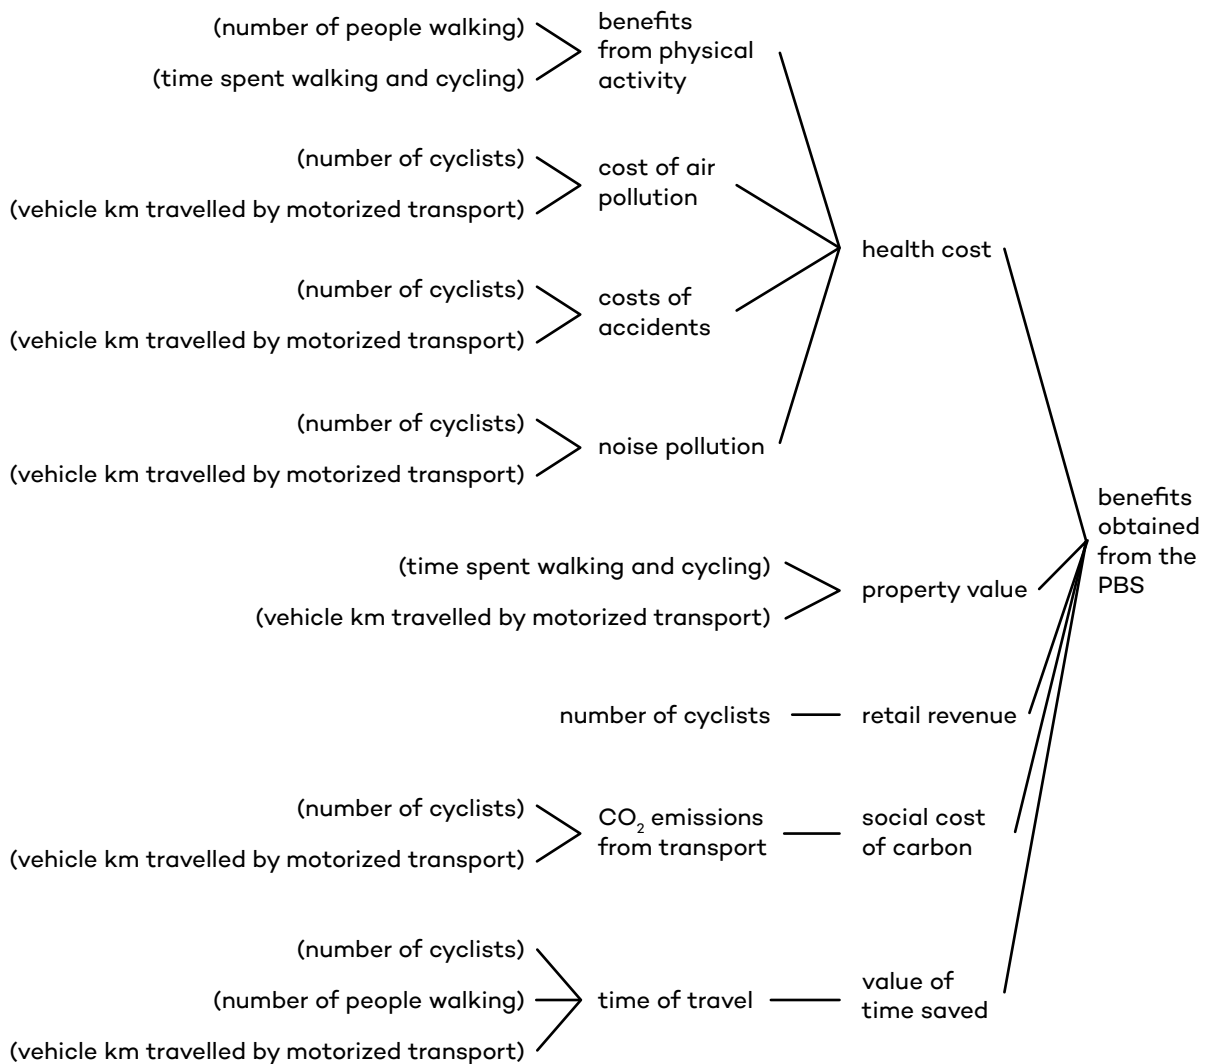 (number of people walking)
(time spent walking and cycling)
benefits
from physical
activity
(number of cyclists)
(vehicle km travelled by motorized transport)
cost of air
pollution
(number of cyclists)
(vehicle km travelled by motorized transport)
costs of
accidents
(number of cyclists)
(vehicle km travelled by motorized transport)
noise pollution
health cost
(time spent walking and cycling)
(vehicle km travelled by motorized transport)
property value
number of cyclists
retail revenue
(number of cyclists)
(vehicle km travelled by motorized transport)
CO₂ emissions
from transport
social cost
of carbon
(number of cyclists)
(number of people walking)
(vehicle km travelled by motorized transport)
time of travel
value of
time saved
benefits
obtained
from the
PBS